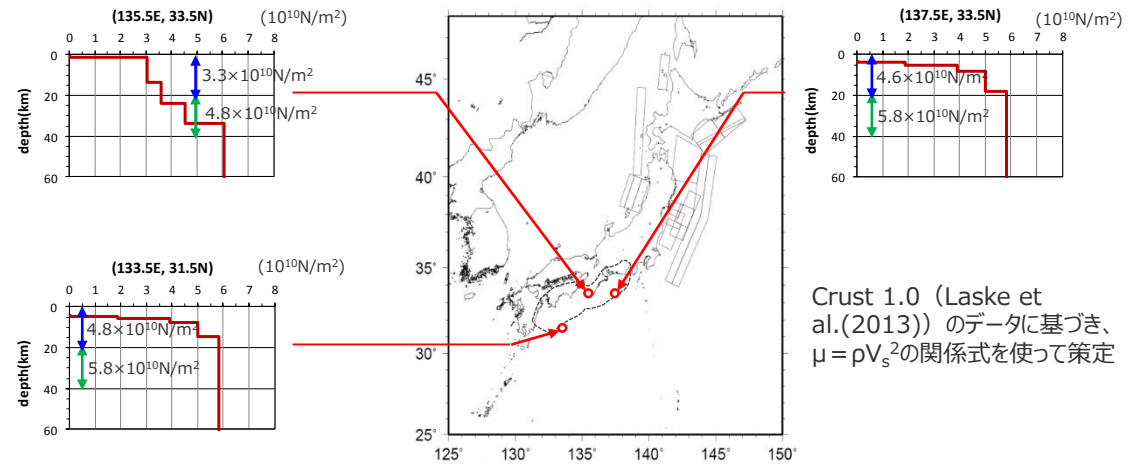 (135.5E, 33.5N)
(10¹⁰N/m²)
0 1 2 3 4 5 6 7 8
0
20
40
60
depth(km)
3.3×10¹⁰N/m²
4.8×10¹⁰N/m²
(133.5E, 31.5N)
(10¹⁰N/m²)
0 1 2 3 4 5 6 7 8
0
20
40
60
depth(km)
4.8×10¹⁰N/m²
5.8×10¹⁰N/m²
45°
40°
35°
30°
25°
125° 130° 135° 140° 145° 150°
(137.5E, 33.5N)
(10¹⁰N/m²)
0 1 2 3 4 5 6 7 8
0
20
40
60
depth(km)
4.6×10¹⁰N/m²
5.8×10¹⁰N/m²
Crust 1.0（Laske et
al.(2013)）のデータに基づき、
μ＝ρVₛ²の関係式を使って策定